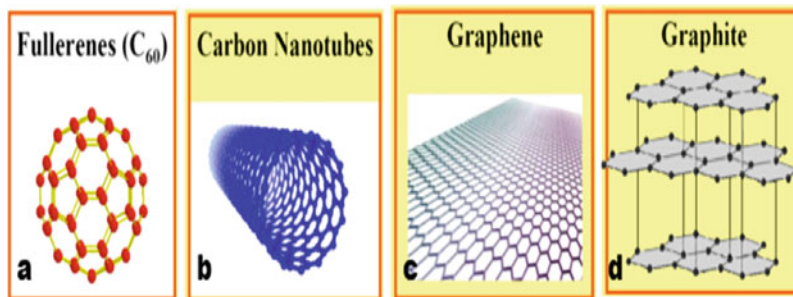 Fullerenes (C₆₀)
Carbon Nanotubes
Graphene
Graphite
a
b
c
d